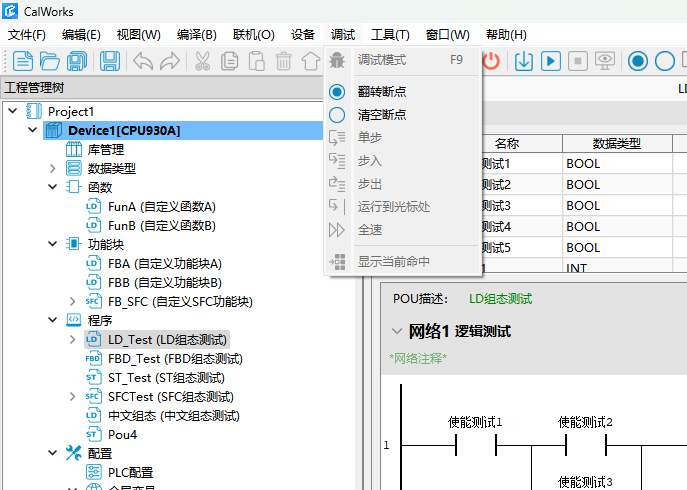 CalWorks
文件(F) 编辑(E) 视图(W) 编译(B) 联机(O) 设备 调试 工具(T) 窗口(W) 帮助(H)
调试模式 F9
翻转断点
清空断点
单步
步入
步出
运行到光标处
全速
显示当前命中
工程管理树
Project1
Device1[CPU930A]
库管理
数据类型
函数
LD FunA (自定义函数A)
LD FunB (自定义函数B)
功能块
LD FBA (自定义功能块A)
LD FBB (自定义功能块B)
SFC FB_SFC (自定义SFC功能块)
程序
LD LD_Test (LD组态测试)
FBD FBD_Test (FBD组态测试)
ST ST_Test (ST组态测试)
SFC SFCTest (SFC组态测试)
LD 中文组态 (中文组态测试)
ST Pou4
配置
PLC配置
LD
名称 数据类型
测试1 BOOL
测试2 BOOL
测试3 BOOL
测试4 BOOL
测试5 BOOL
1 INT
POU描述： LD组态测试
网络1 逻辑测试
*网络注释*
使能测试1 使能测试2
1
使能测试3